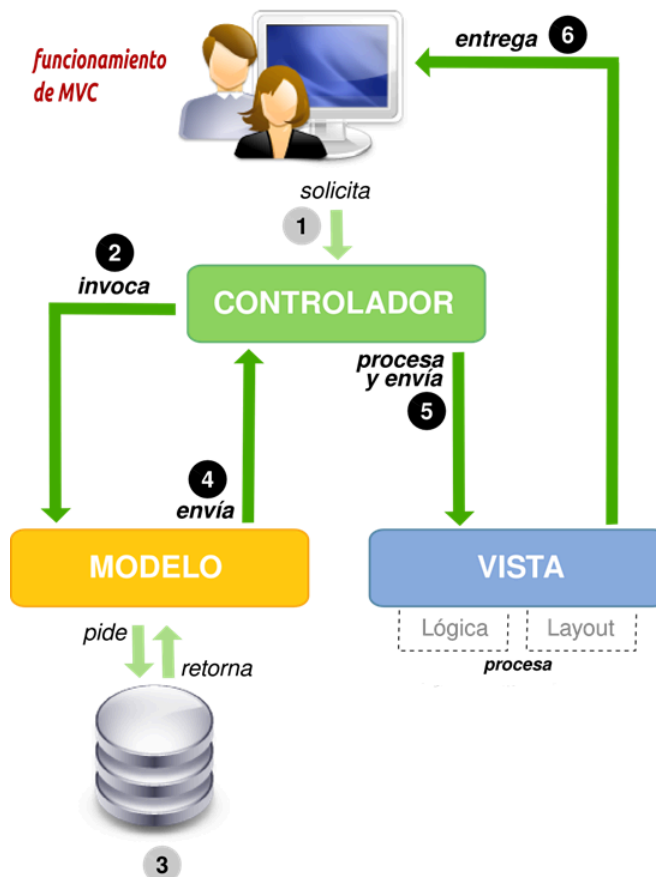 funcionamiento
de MVC
entrega 6
solicita
1
2
invoca
CONTROLADOR
procesa
y envía
5
4
envía
MODELO
VISTA
Lógica
Layout
procesa
pide
retorna
3